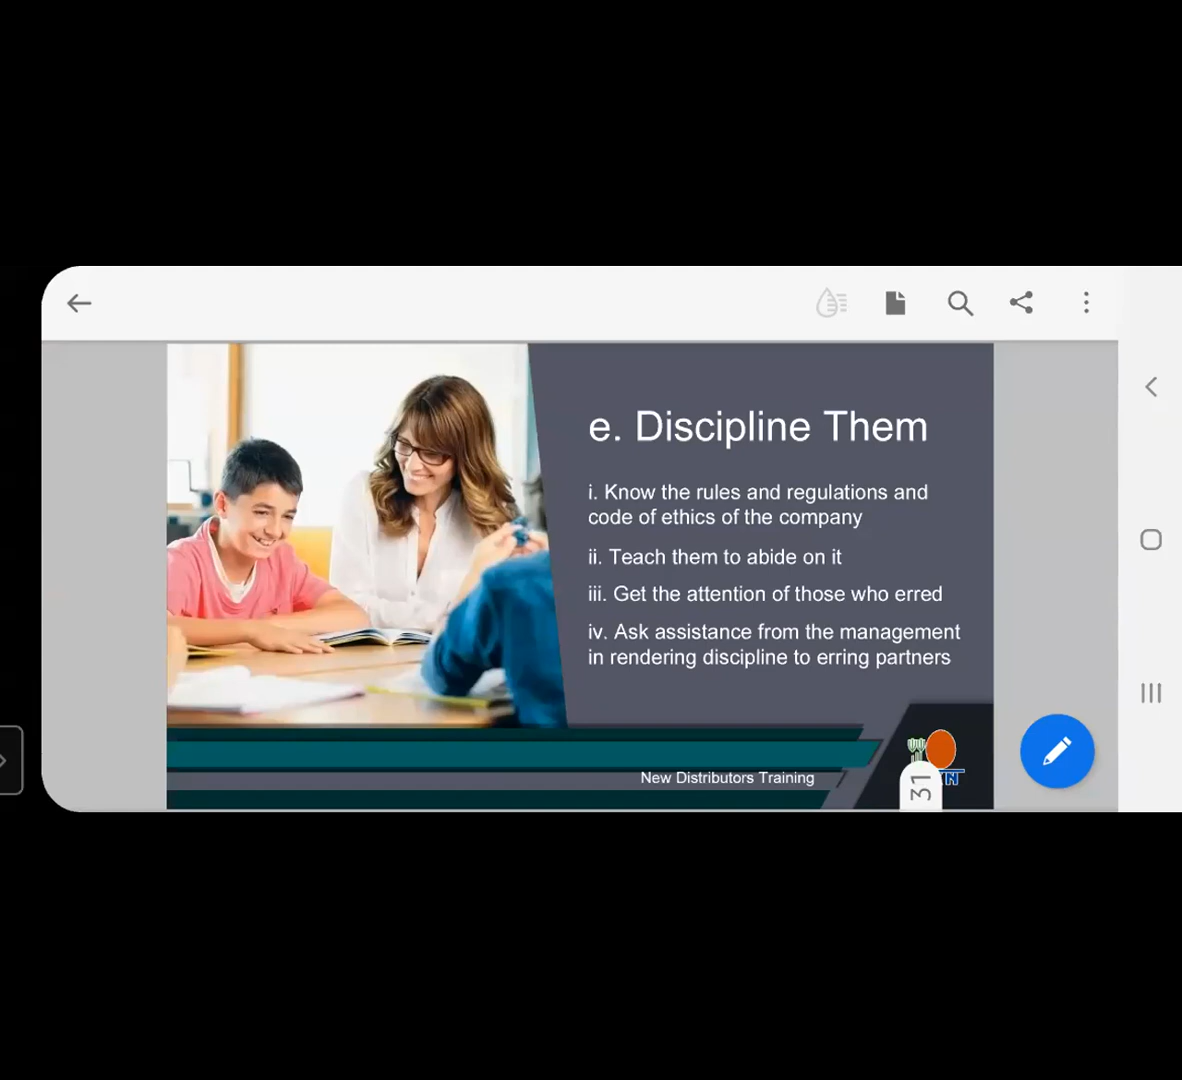 e. Discipline Them
i. Know the rules and regulations and
code of ethics of the company
ii. Teach them to abide on it
iii. Get the attention of those who erred
iv. Ask assistance from the management
in rendering discipline to erring partners
New Distributors Training
31